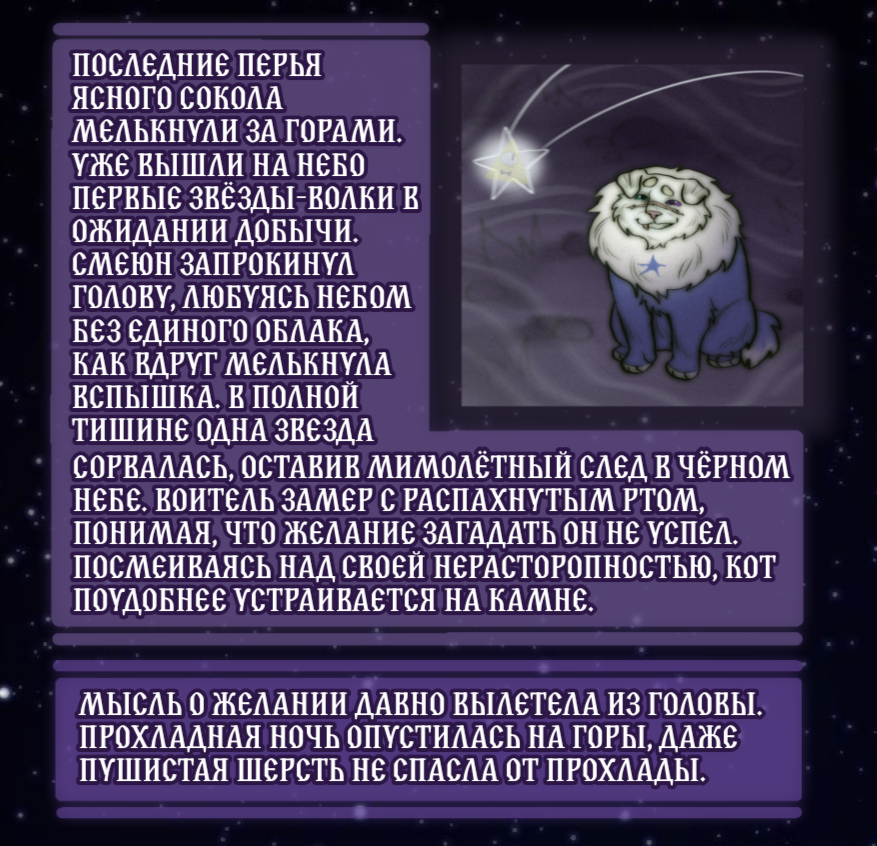 ПОСЛЕДНИЕ ПЕРЬЯ
ЯСНОГО СОКОЛА
МЕЛЬКНУЛИ ЗА ГОРАМИ.
УЖЕ ВЫШЛИ НА НЕБО
ПЕРВЫЕ ЗВЁЗДЫ-ВОЛКИ В
ОЖИДАНИИ ДОБЫЧИ.
СМЕЮН ЗАПРОКИНУЛ
ГОЛОВУ, ЛЮБУЯСЬ НЕБОМ
БЕЗ ЕДИНОГО ОБЛАКА,
КАК ВДРУГ МЕЛЬКНУЛА
ВСПЫШКА. В ПОЛНОЙ
ТИШИНЕ ОДНА ЗВЕЗДА
СОРВАЛАСЬ, ОСТАВИВ МИМОЛЁТНЫЙ СЛЕД В ЧЁРНОМ
НЕБЕ. ВОИТЕЛЬ ЗАМЕР С РАСПАХНУТЫМ РТОМ,
ПОНИМАЯ, ЧТО ЖЕЛАНИЕ ЗАГАДАТЬ ОН НЕ УСПЕЛ.
ПОСМЕИВАЯСЬ НАД СВОЕЙ НЕРАСТОРОПНОСТЬЮ, КОТ
ПОУДОБНЕЕ УСТРАИВАЕТСЯ НА КАМНЕ.
МЫСЛЬ О ЖЕЛАНИИ ДАВНО ВЫЛЕТЕЛА ИЗ ГОЛОВЫ.
ПРОХЛАДНАЯ НОЧЬ ОПУСТИЛАСЬ НА ГОРЫ, ДАЖЕ
ПУШИСТАЯ ШЕРСТЬ НЕ СПАСЛА ОТ ПРОХЛАДЫ.